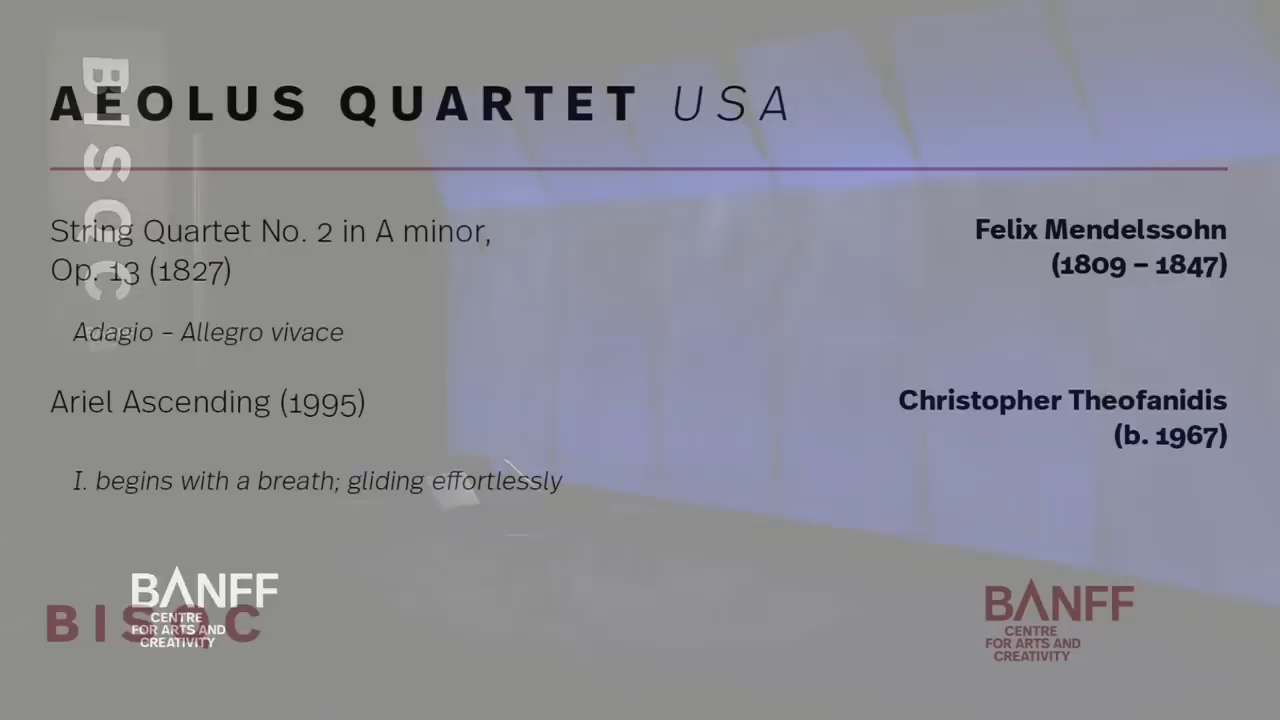 AEOLUS QUARTET USA
String Quartet No. 2 in A minor,
Op. 13 (1827)
Felix Mendelssohn
(1809 – 1847)
Adagio – Allegro vivace
Ariel Ascending (1995)
Christopher Theofanidis
(b. 1967)
I. begins with a breath; gliding effortlessly
BISQC
BANFF
CENTRE
FOR ARTS AND
CREATIVITY
BISQC
BANFF
CENTRE
FOR ARTS AND
CREATIVITY